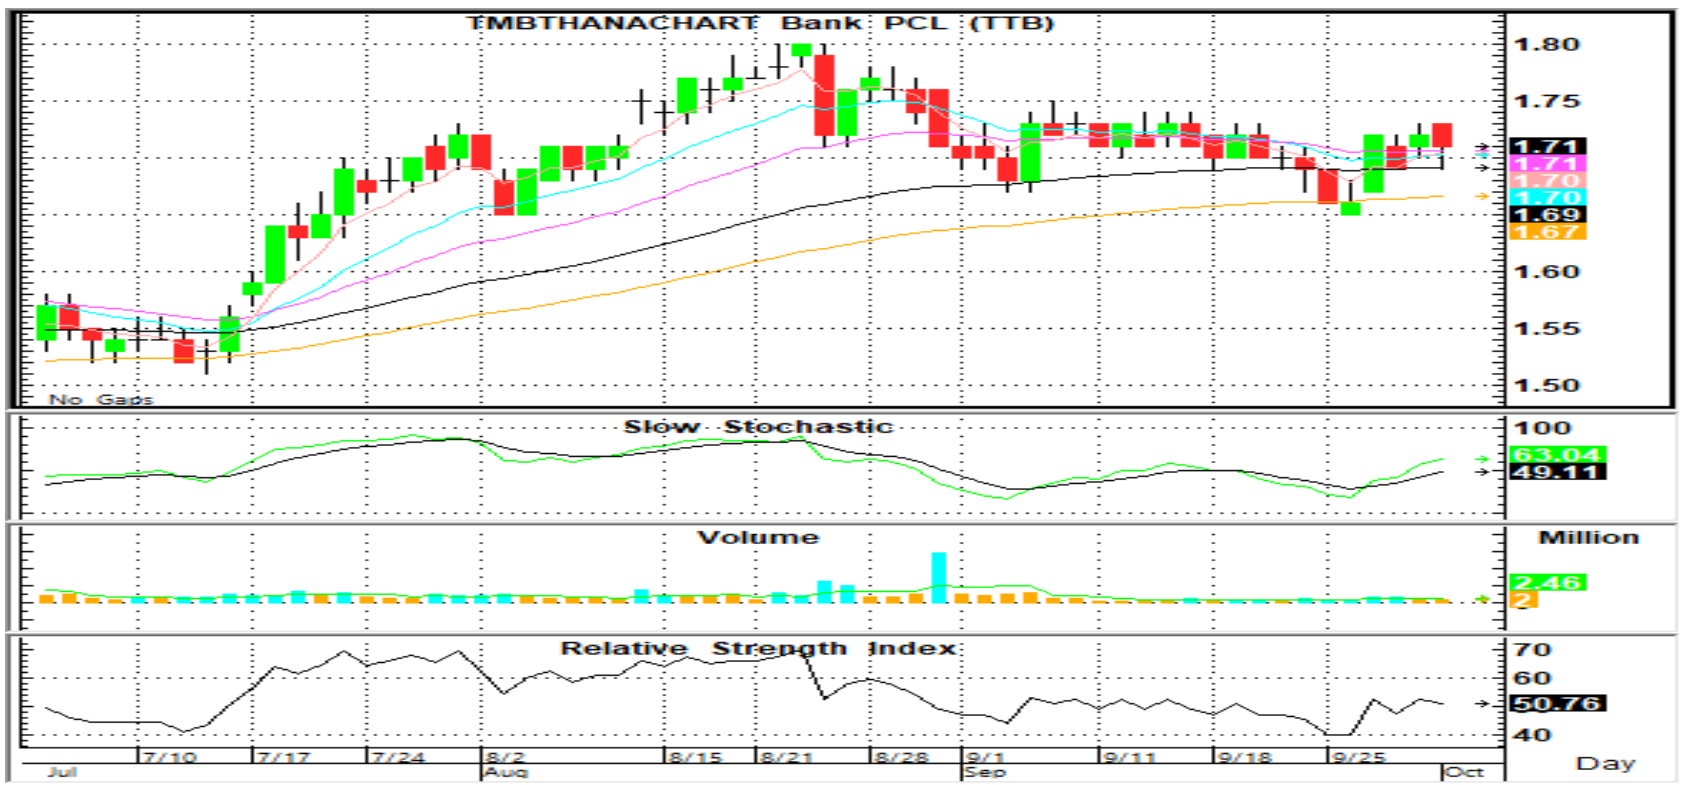 TMBTHANACHART Bank PCL (TTB)
1.80
1.75
1.71
1.71
1.70
1.70
1.69
1.67
1.60
1.55
1.50
No Gaps
Slow Stochastic
100
63.04
49.11
Volume
Million
2.46
2
Relative Strength Index
70
60
50.76
40
7/10 7/17 7/24 8/2 8/15 8/21 8/28 9/1 9/11 9/18 9/25
Jul Aug Sep Oct
Day